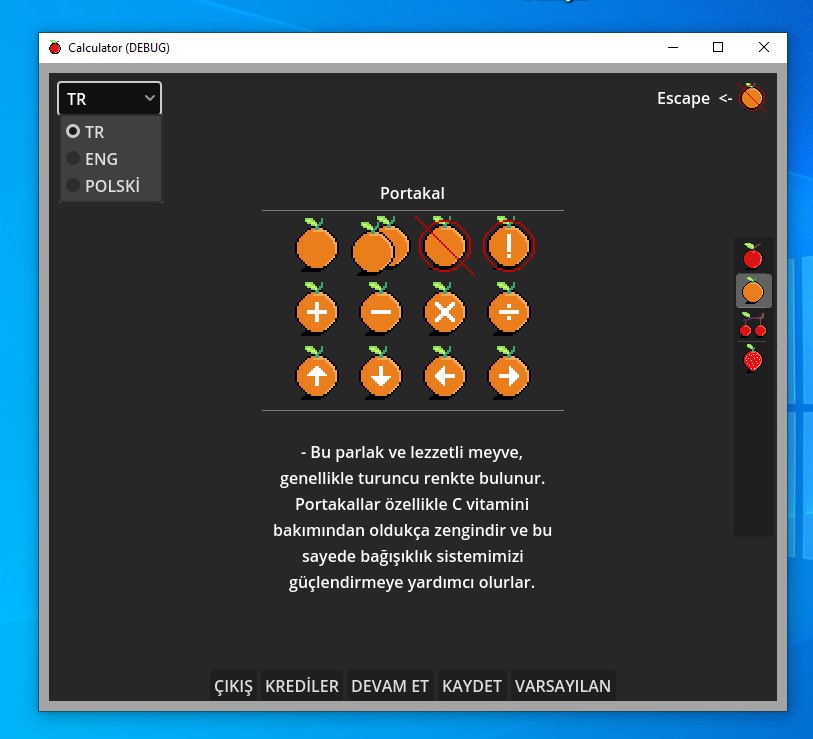 Calculator (DEBUG)
TR
Escape <-
TR
ENG
POLSKİ
Portakal
- Bu parlak ve lezzetli meyve,
genellikle turuncu renkte bulunur.
Portakallar özellikle C vitamini
bakımından oldukça zengindir ve bu
sayede bağışıklık sistemimizi
güçlendirmeye yardımcı olurlar.
ÇIKIŞ KREDİLER DEVAM ET KAYDET VARSAYILAN